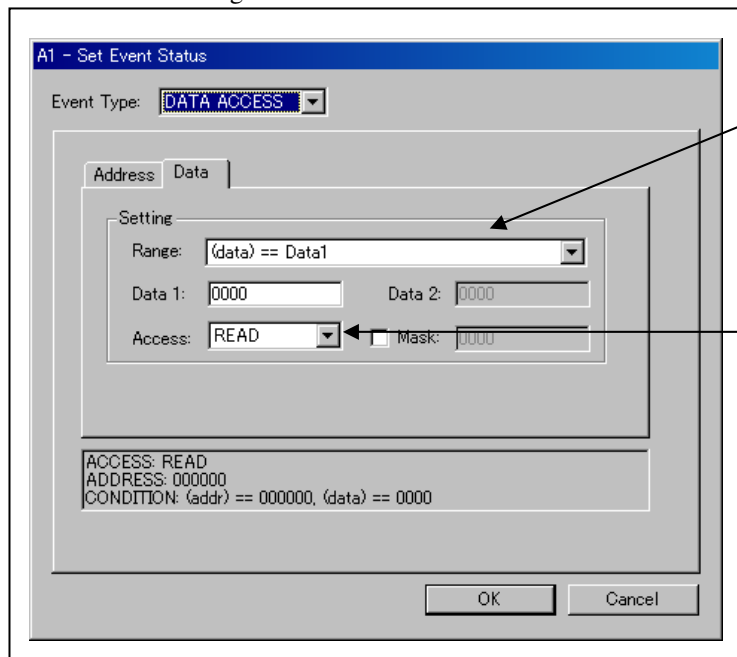 A1 - Set Event Status
Event Type: DATA ACCESS
Address Data
Setting
Range: (data) == Data1
Data 1: 0000 Data 2: 0000
Access: READ Mask: 0000
ACCESS: READ
ADDRESS: 000000
CONDITION: (addr) == 000000, (data) == 0000
OK Cancel